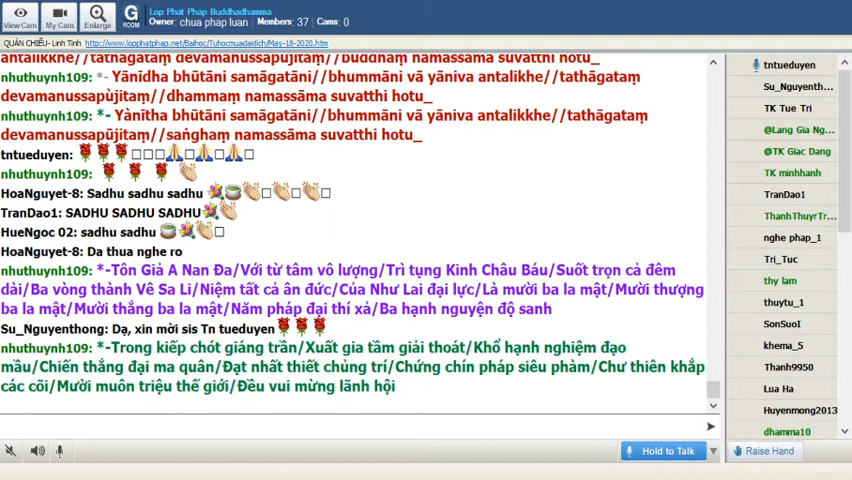 View Cam
My Cam
Enlarge
G ROOM
Lop Phat Phap Buddhadhamma
Owner: chua phap luan Members: 37 Cams: 0
QUÁN CHIẾU- Linh Tinh http://www.lopphatphap.net/Baihoc/Tuhocmuadaidich/May-18-2020.htm
antalikkhe//tathāgataṃ devamanussapūjitaṃ//buddhaṃ namassāma suvatthi hotu_
nhuthuynh109: *- Yānīdha bhūtāni samāgatāni//bhummāni vā yāniva antalikhe//tathāgataṃ
devamanussapùjitaṃ//dhammaṃ namassāma suvatthi hotu_
nhuthuynh109: *- Yànītha bhūtāni samāgatāni//bhummāni vā yāniva antalikkhe//tathāgataṃ
devamanussapūjitaṃ//saṅghaṃ namassāma suvatthi hotu_
tntueduyen:
nhuthuynh109:
HoaNguyet-8: Sadhu sadhu sadhu
TranDao1: SADHU SADHU SADHU
HueNgoc 02: sadhu sadhu
HoaNguyet-8: Da thua nghe ro
nhuthuynh109: *-Tôn Giả A Nan Đa/Với từ tâm vô lượng/Trì tụng Kinh Châu Báu/Suốt trọn cả đêm
dài/Ba vòng thành Vê Sa Li/Niệm tất cả ân đức/Của Như Lai đại lực/Là mười ba la mật/Mười thượng
ba la mật/Mười thắng ba la mật/Năm pháp đại thí xả/Ba hạnh nguyện độ sanh
Su_Nguyenthong: Dạ, xin mời sis Tn tueduyen
nhuthuynh109: *-Trong kiếp chót giáng trần/Xuất gia tầm giải thoát/Khổ hạnh nghiệm đạo
mầu/Chiến thắng đại ma quân/Đạt nhất thiết chủng trí/Chứng chín pháp siêu phàm/Chư thiên khắp
các cõi/Mười muôn triệu thế giới/Đều vui mừng lãnh hội
Hold to Talk
tntueduyen
Su_Nguyenth...
TK Tue Tri
@Lang Gia Ng...
@TK Giac Dang
TK minhhanh
TranDao1
ThanhThuyrTr...
nghe phap_1
Tri_Tuc
thy lam
thuytu_1
SonSuoI
khema_5
Thanh9950
Lua Ha
Huyenmong2013
dhamma10
Raise Hand